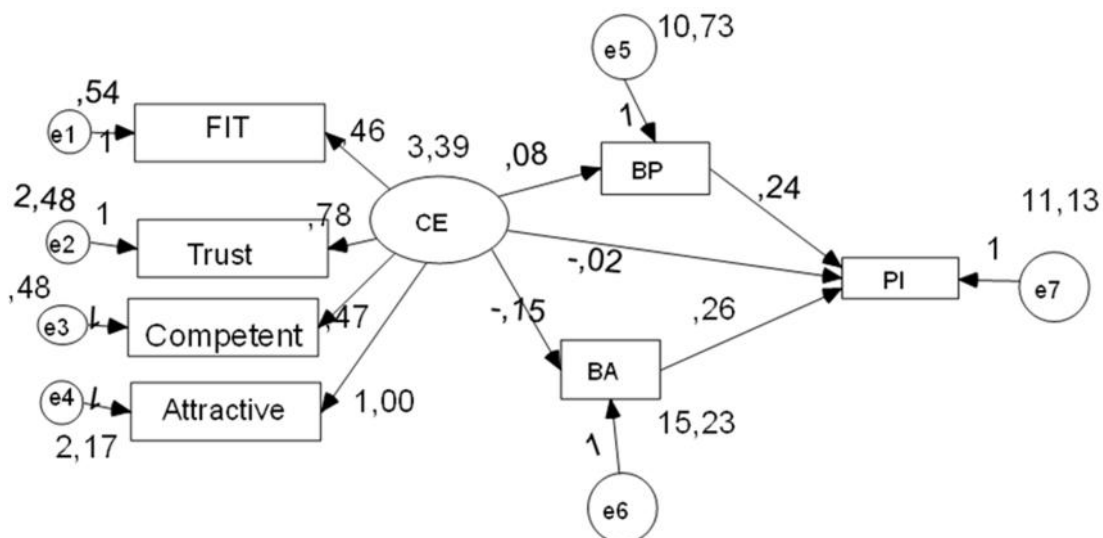 10,73
e5
,54
e1
1
FIT
,46
3,39
,08
1
BP
,24
11,13
2,48
1
e2
Trust
,78
CE
-,02
1
PI
e7
,48
e3
1
Competent
,47
-,15
,26
e4
1
Attractive
1,00
BA
2,17
15,23
1
e6